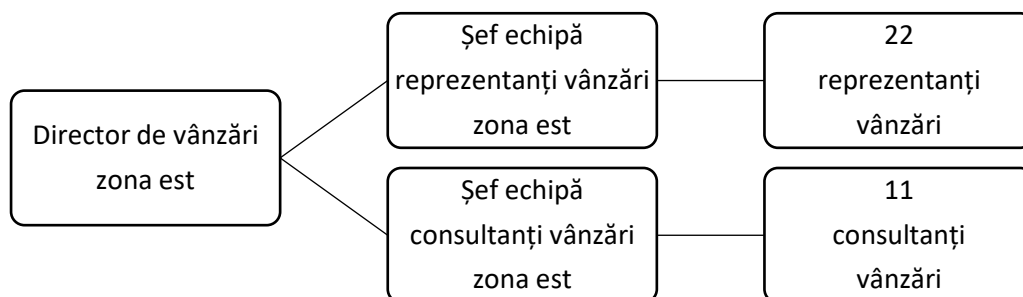 Director de vânzări
zona est
Șef echipă
reprezentanți vânzări
zona est
22
reprezentanți
vânzări
Șef echipă
consultanți vânzări
zona est
11
consultanți
vânzări